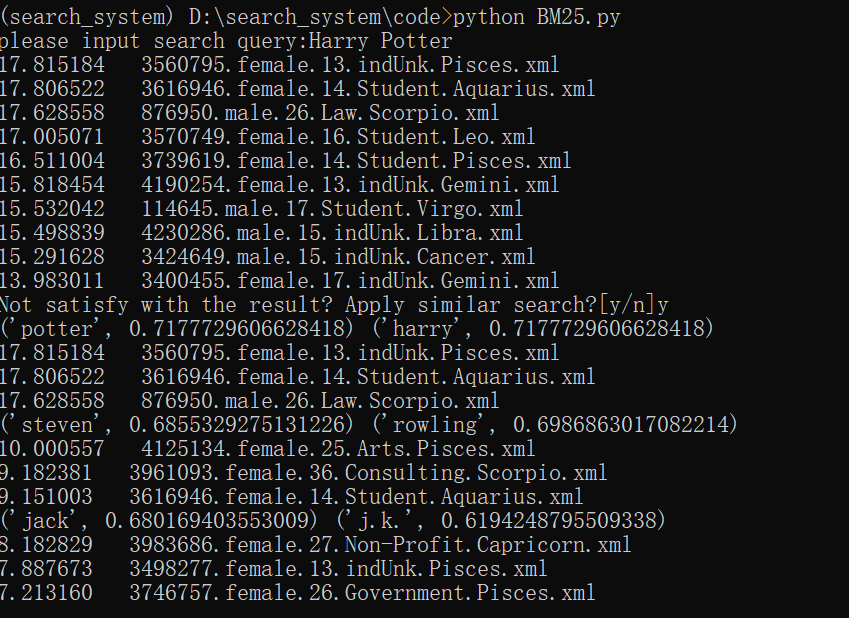 (search_system) D:\search_system\code>python BM25.py
please input search query:Harry Potter
17.815184   3560795.female.13.indUnk.Pisces.xml
17.806522   3616946.female.14.Student.Aquarius.xml
17.628558   876950.male.26.Law.Scorpio.xml
17.005071   3570749.female.16.Student.Leo.xml
16.511004   3739619.female.14.Student.Pisces.xml
15.818454   4190254.female.13.indUnk.Gemini.xml
15.532042   114645.male.17.Student.Virgo.xml
15.498839   4230286.male.15.indUnk.Libra.xml
15.291628   3424649.male.15.indUnk.Cancer.xml
13.983011   3400455.female.17.indUnk.Gemini.xml
Not satisfy with the result? Apply similar search?[y/n]y
('potter', 0.7177729606628418) ('harry', 0.7177729606628418)
17.815184   3560795.female.13.indUnk.Pisces.xml
17.806522   3616946.female.14.Student.Aquarius.xml
17.628558   876950.male.26.Law.Scorpio.xml
('steven', 0.6855329275131226) ('rowling', 0.6986863017082214)
10.000557   4125134.female.25.Arts.Pisces.xml
9.182381   3961093.female.36.Consulting.Scorpio.xml
9.151003   3616946.female.14.Student.Aquarius.xml
('jack', 0.680169403553009) ('j.k.', 0.6194248795509338)
8.182829   3983686.female.27.Non-Profit.Capricorn.xml
7.887673   3498277.female.13.indUnk.Pisces.xml
7.213160   3746757.female.26.Government.Pisces.xml